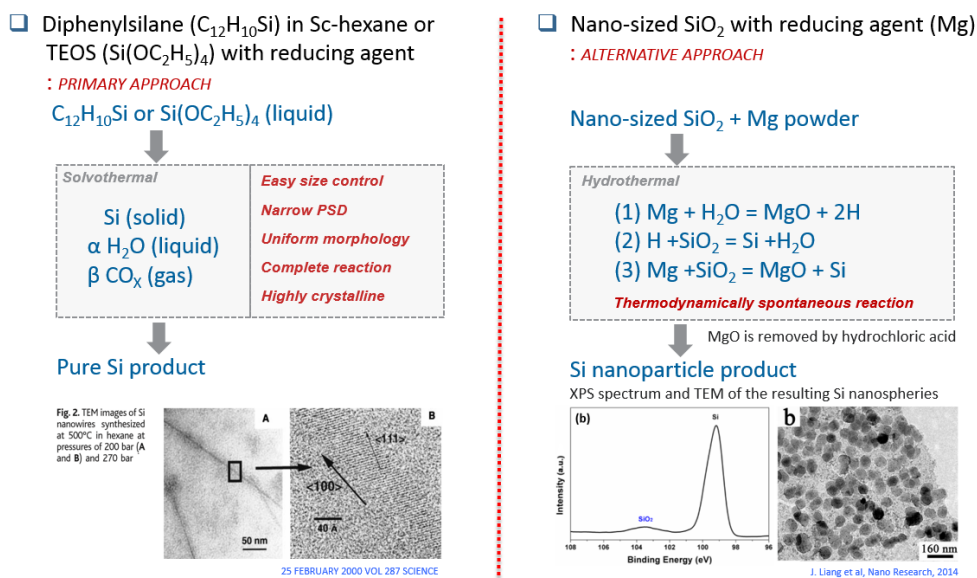 ❑ Diphenylsilane (C₁₂H₁₀Si) in Sc-hexane or
TEOS (Si(OC₂H₅)₄) with reducing agent
: PRIMARY APPROACH
C₁₂H₁₀Si or Si(OC₂H₅)₄ (liquid)
Solvothermal
Si (solid)
α H₂O (liquid)
β COₓ (gas)
Easy size control
Narrow PSD
Uniform morphology
Complete reaction
Highly crystalline
Pure Si product
Fig. 2. TEM images of Si
nanowires synthesized
at 500°C in hexane at
pressures of 200 bar (A
and B) and 270 bar
A
50 nm
B
<111>
<100>
40 Å
25 FEBRUARY 2000 VOL 287 SCIENCE
❑ Nano-sized SiO₂ with reducing agent (Mg)
: ALTERNATIVE APPROACH
Nano-sized SiO₂ + Mg powder
Hydrothermal
(1) Mg + H₂O = MgO + 2H
(2) H +SiO₂ = Si +H₂O
(3) Mg +SiO₂ = MgO + Si
Thermodynamically spontaneous reaction
MgO is removed by hydrochloric acid
Si nanoparticle product
XPS spectrum and TEM of the resulting Si nanospheries
(b)
Si
SiO₂
Intensity (a.u.)
108 106 104 102 100 98 96
Binding Energy (eV)
b
160 nm
J. Liang et al, Nano Research, 2014